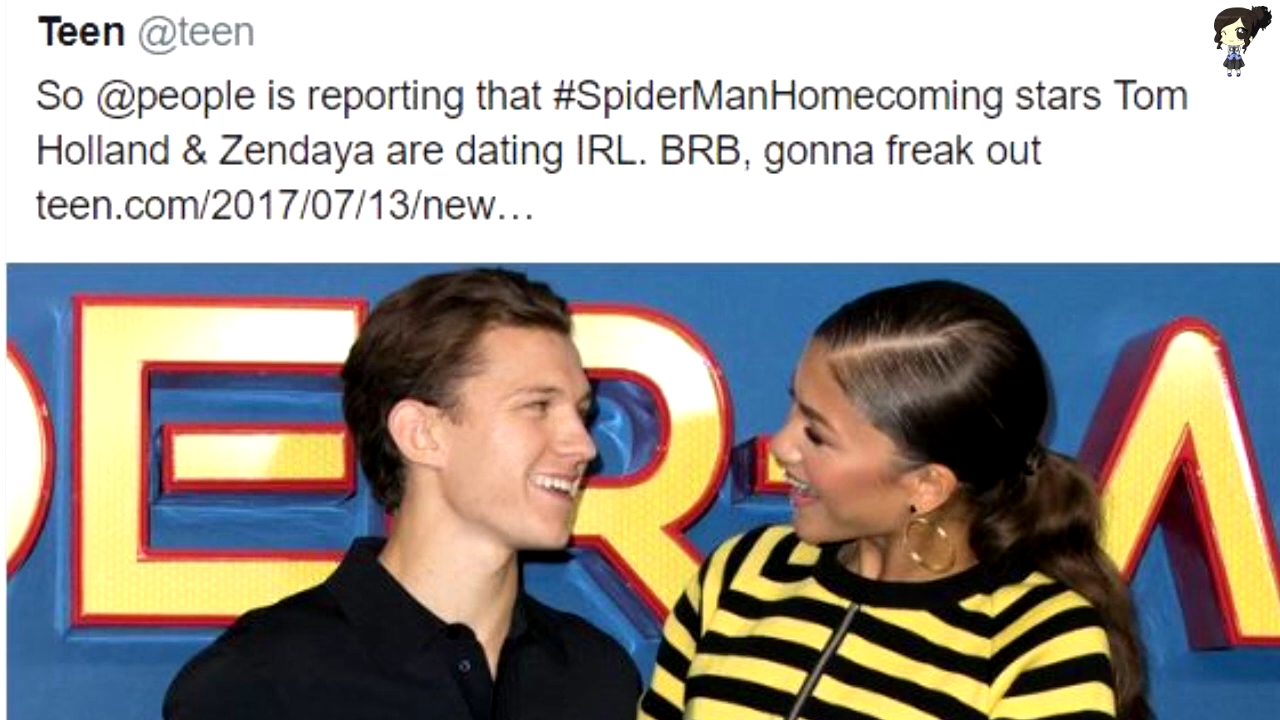 Teen @teen
So @people is reporting that #SpiderManHomecoming stars Tom
Holland & Zendaya are dating IRL. BRB, gonna freak out
teen.com/2017/07/13/new…
DER-M